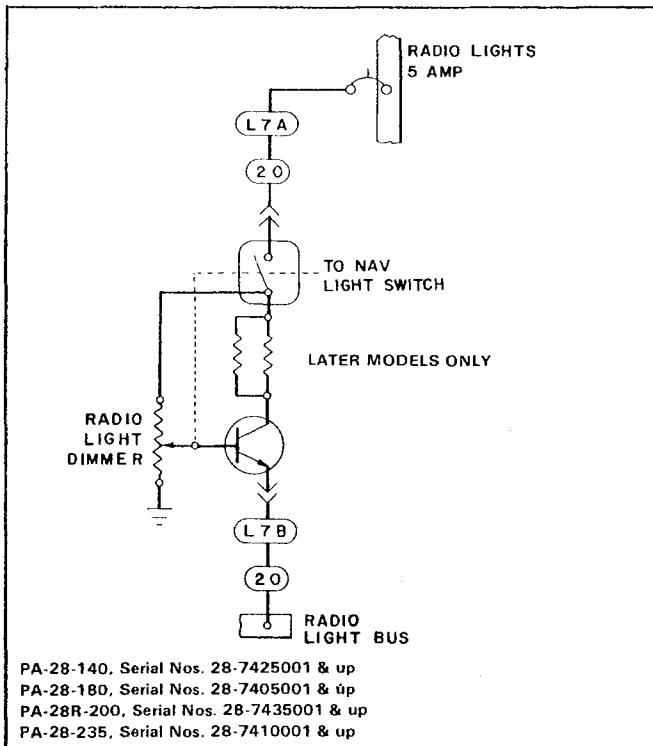 RADIO LIGHTS
5 AMP
L7A
20
TO NAV
LIGHT SWITCH
LATER MODELS ONLY
RADIO
LIGHT
DIMMER
L7B
20
RADIO
LIGHT BUS
PA-28-140, Serial Nos. 28-7425001 & up
PA-28-180, Serial Nos. 28-7405001 & up
PA-28R-200, Serial Nos. 28-7435001 & up
PA-28-235, Serial Nos. 28-7410001 & up